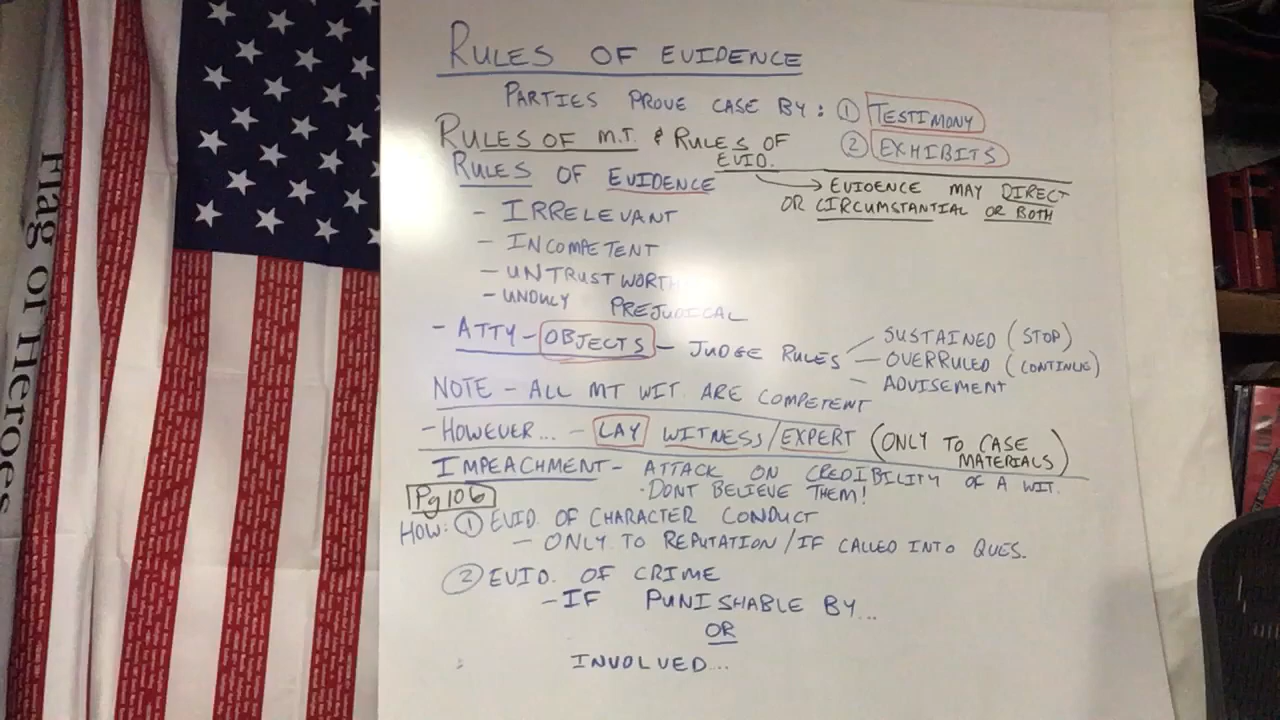 Flag of Heroes
RULES OF EVIDENCE
PARTIES PROVE CASE BY: ① TESTIMONY
② EXHIBITS
RULES OF M.T. & RULES OF
EVID.
RULES OF EVIDENCE
→ EVIDENCE MAY DIRECT
OR CIRCUMSTANTIAL OR BOTH
- IRRELEVANT
- INCOMPETENT
- UNTRUSTWORTH
- UNDULY PREJUDICAL
- ATTY - OBJECTS - JUDGE RULES
- SUSTAINED (STOP)
- OVERRULED (CONTINUE)
- ADVISEMENT
NOTE - ALL MT WIT. ARE COMPETENT
- HOWEVER... - LAY WITNESS/EXPERT (ONLY TO CASE
MATERIALS)
IMPEACHMENT - ATTACK ON CREDIBILITY OF A WIT.
· DONT BELIEVE THEM!
Pg 106
HOW: ① EVID. OF CHARACTER CONDUCT
- ONLY TO REPUTATION/IF CALLED INTO QUES.
② EVID. OF CRIME
- IF PUNISHABLE BY...
OR
INVOLVED...